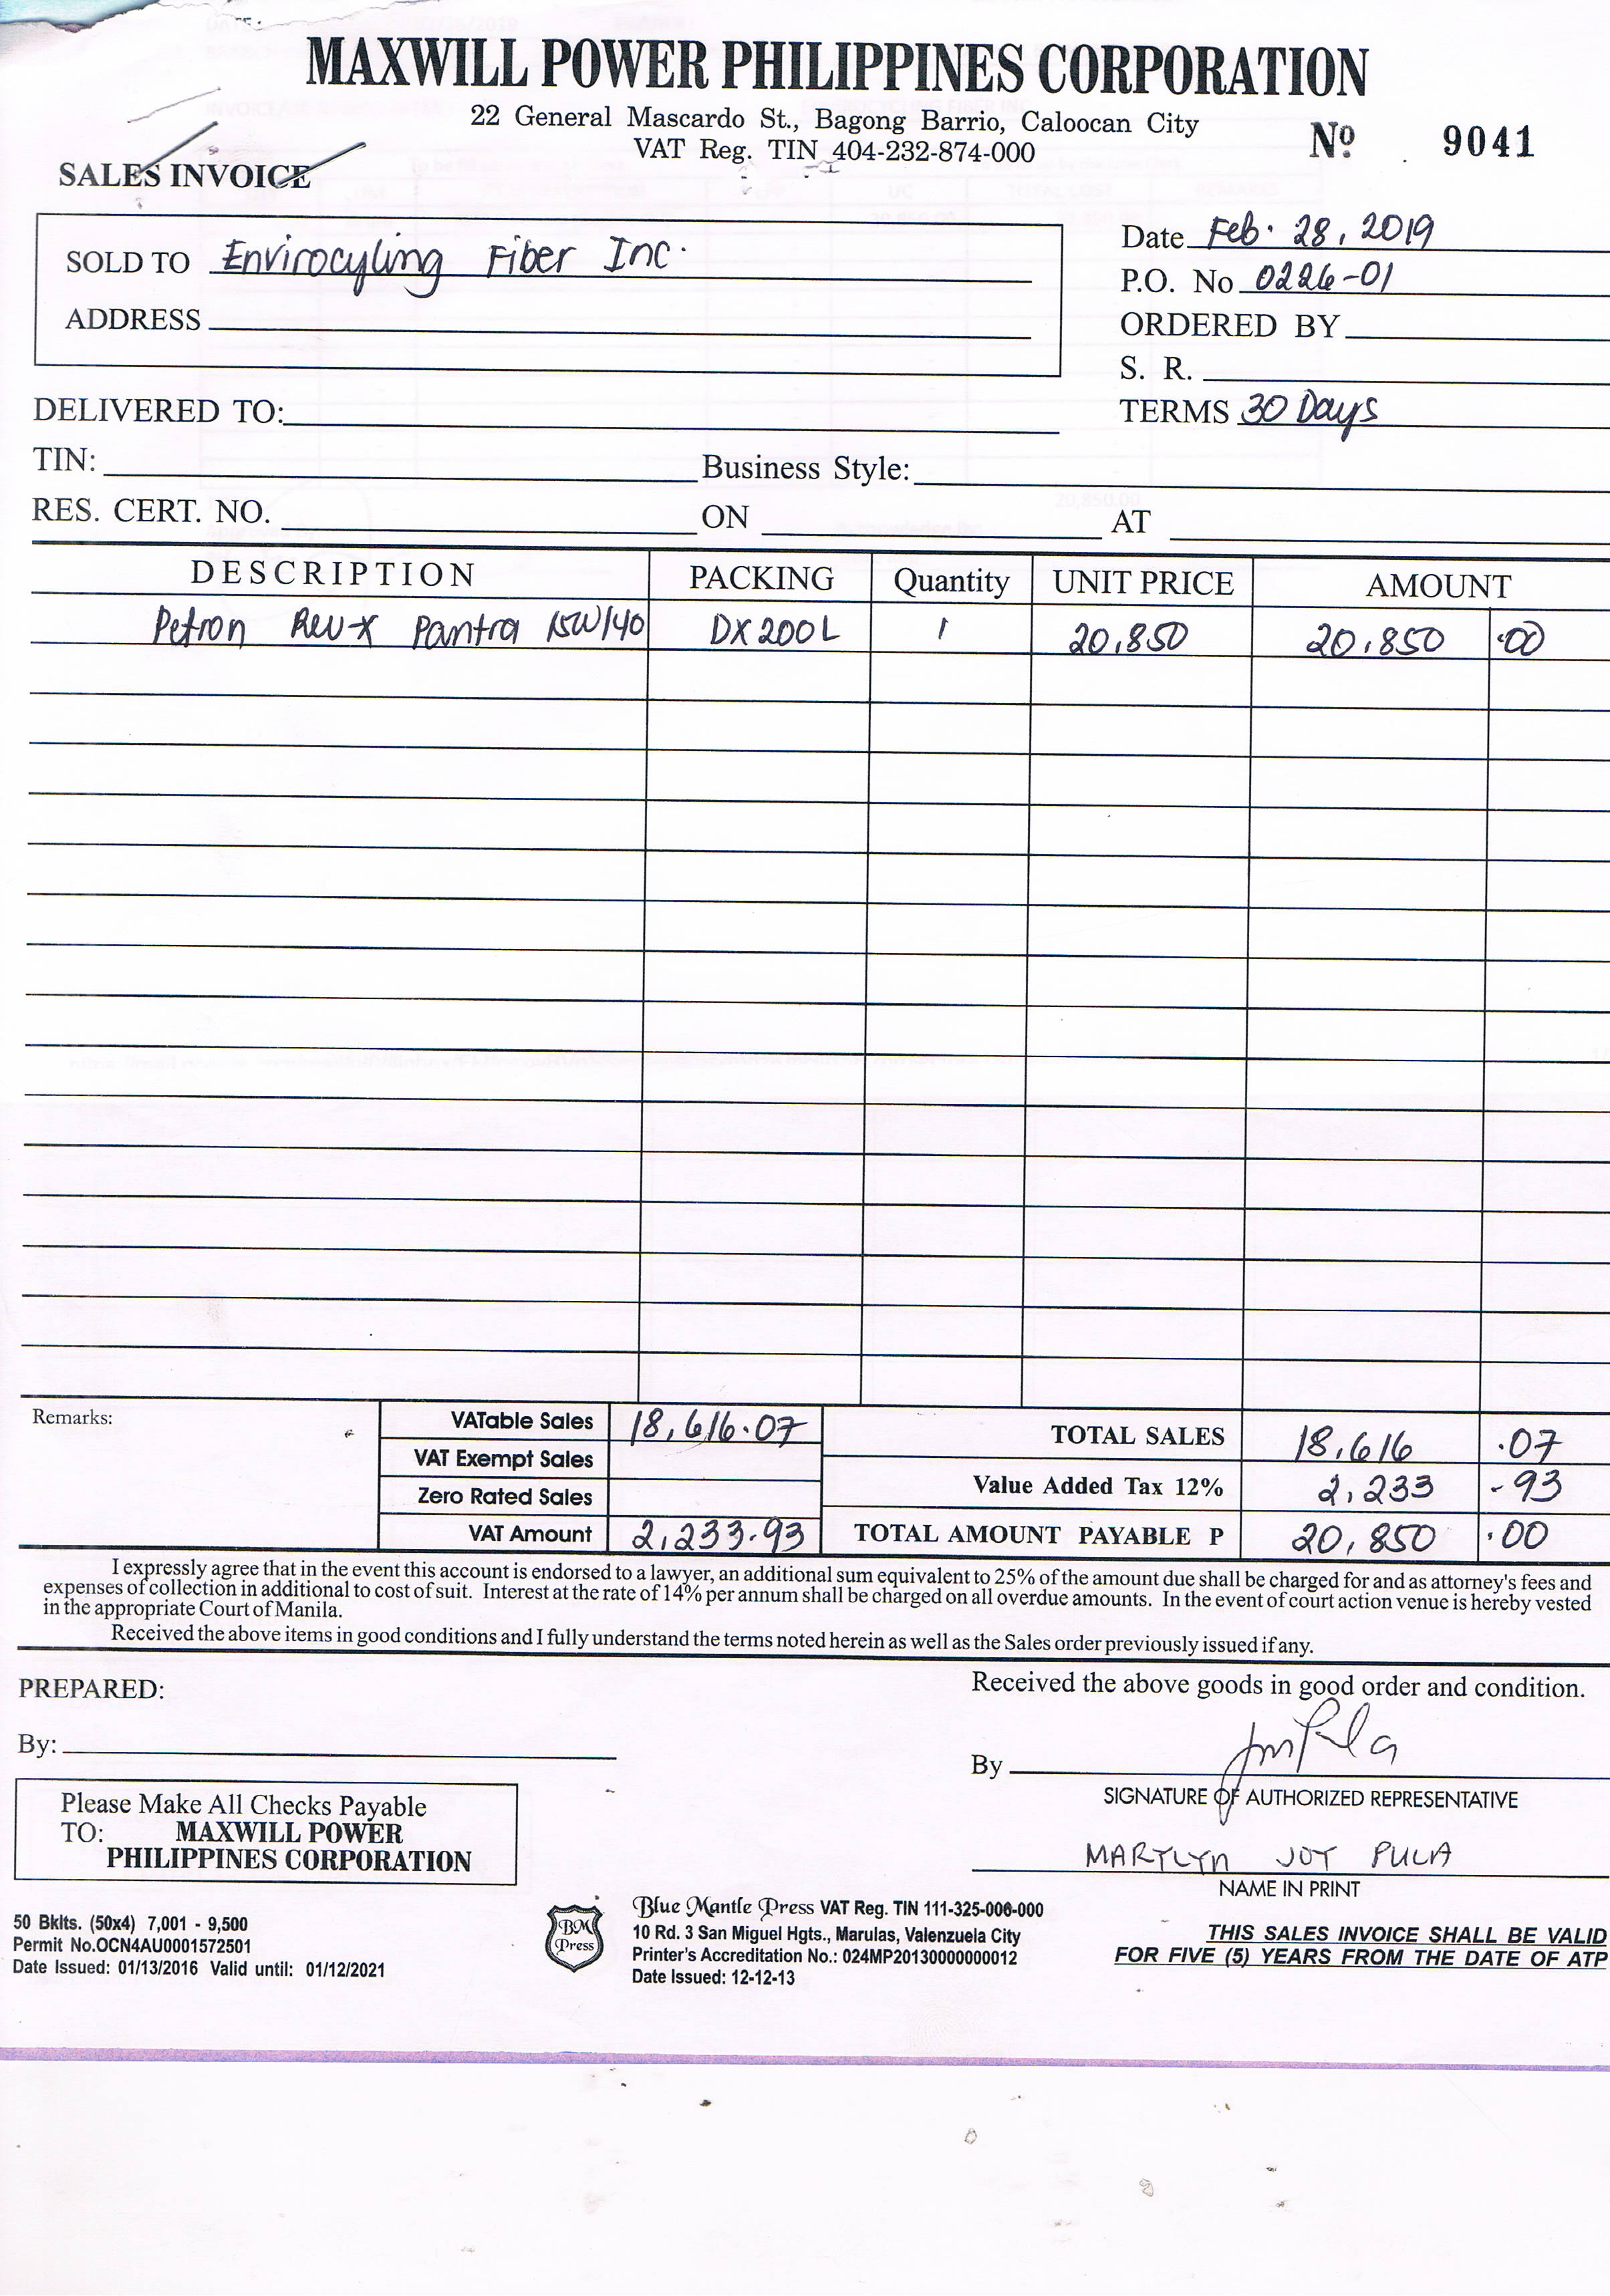 MAXWILL POWER PHILIPPINES CORPORATION
22 General Mascardo St., Bagong Barrio, Caloocan City
VAT Reg. TIN 404-232-874-000
Nº. 9041
SALES INVOICE
SOLD TO Envirocyling Fiber Inc.
ADDRESS
Date Feb. 28, 2019
P.O. No 0226-01
ORDERED BY
S. R.
TERMS 30 Days
DELIVERED TO:
TIN: Business Style:
RES. CERT. NO. ON AT
DESCRIPTION PACKING Quantity UNIT PRICE AMOUNT
Petron Rev-x Pantra 15W/40 DX 200L 1 20,850 20,850 .00
Remarks:
VATable Sales 18,616.07
VAT Exempt Sales
Zero Rated Sales
VAT Amount 2,233.93
TOTAL SALES 18,616 .07
Value Added Tax 12% 2,233 .93
TOTAL AMOUNT PAYABLE P 20,850 .00
I expressly agree that in the event this account is endorsed to a lawyer, an additional sum equivalent to 25% of the amount due shall be charged for and as attorney's fees and
expenses of collection in additional to cost of suit. Interest at the rate of 14% per annum shall be charged on all overdue amounts. In the event of court action venue is hereby vested
in the appropriate Court of Manila.
Received the above items in good conditions and I fully understand the terms noted herein as well as the Sales order previously issued if any.
PREPARED:
By:
Received the above goods in good order and condition.
By
SIGNATURE OF AUTHORIZED REPRESENTATIVE
MARYLYN JOY PULA
NAME IN PRINT
Please Make All Checks Payable
TO: MAXWILL POWER
PHILIPPINES CORPORATION
50 Bklts. (50x4) 7,001 - 9,500
Permit No.OCN4AU0001572501
Date Issued: 01/13/2016 Valid until: 01/12/2021
BM
Press
Blue Mantle Press VAT Reg. TIN 111-325-006-000
10 Rd. 3 San Miguel Hgts., Marulas, Valenzuela City
Printer's Accreditation No.: 024MP20130000000012
Date Issued: 12-12-13
THIS SALES INVOICE SHALL BE VALID
FOR FIVE (5) YEARS FROM THE DATE OF ATP